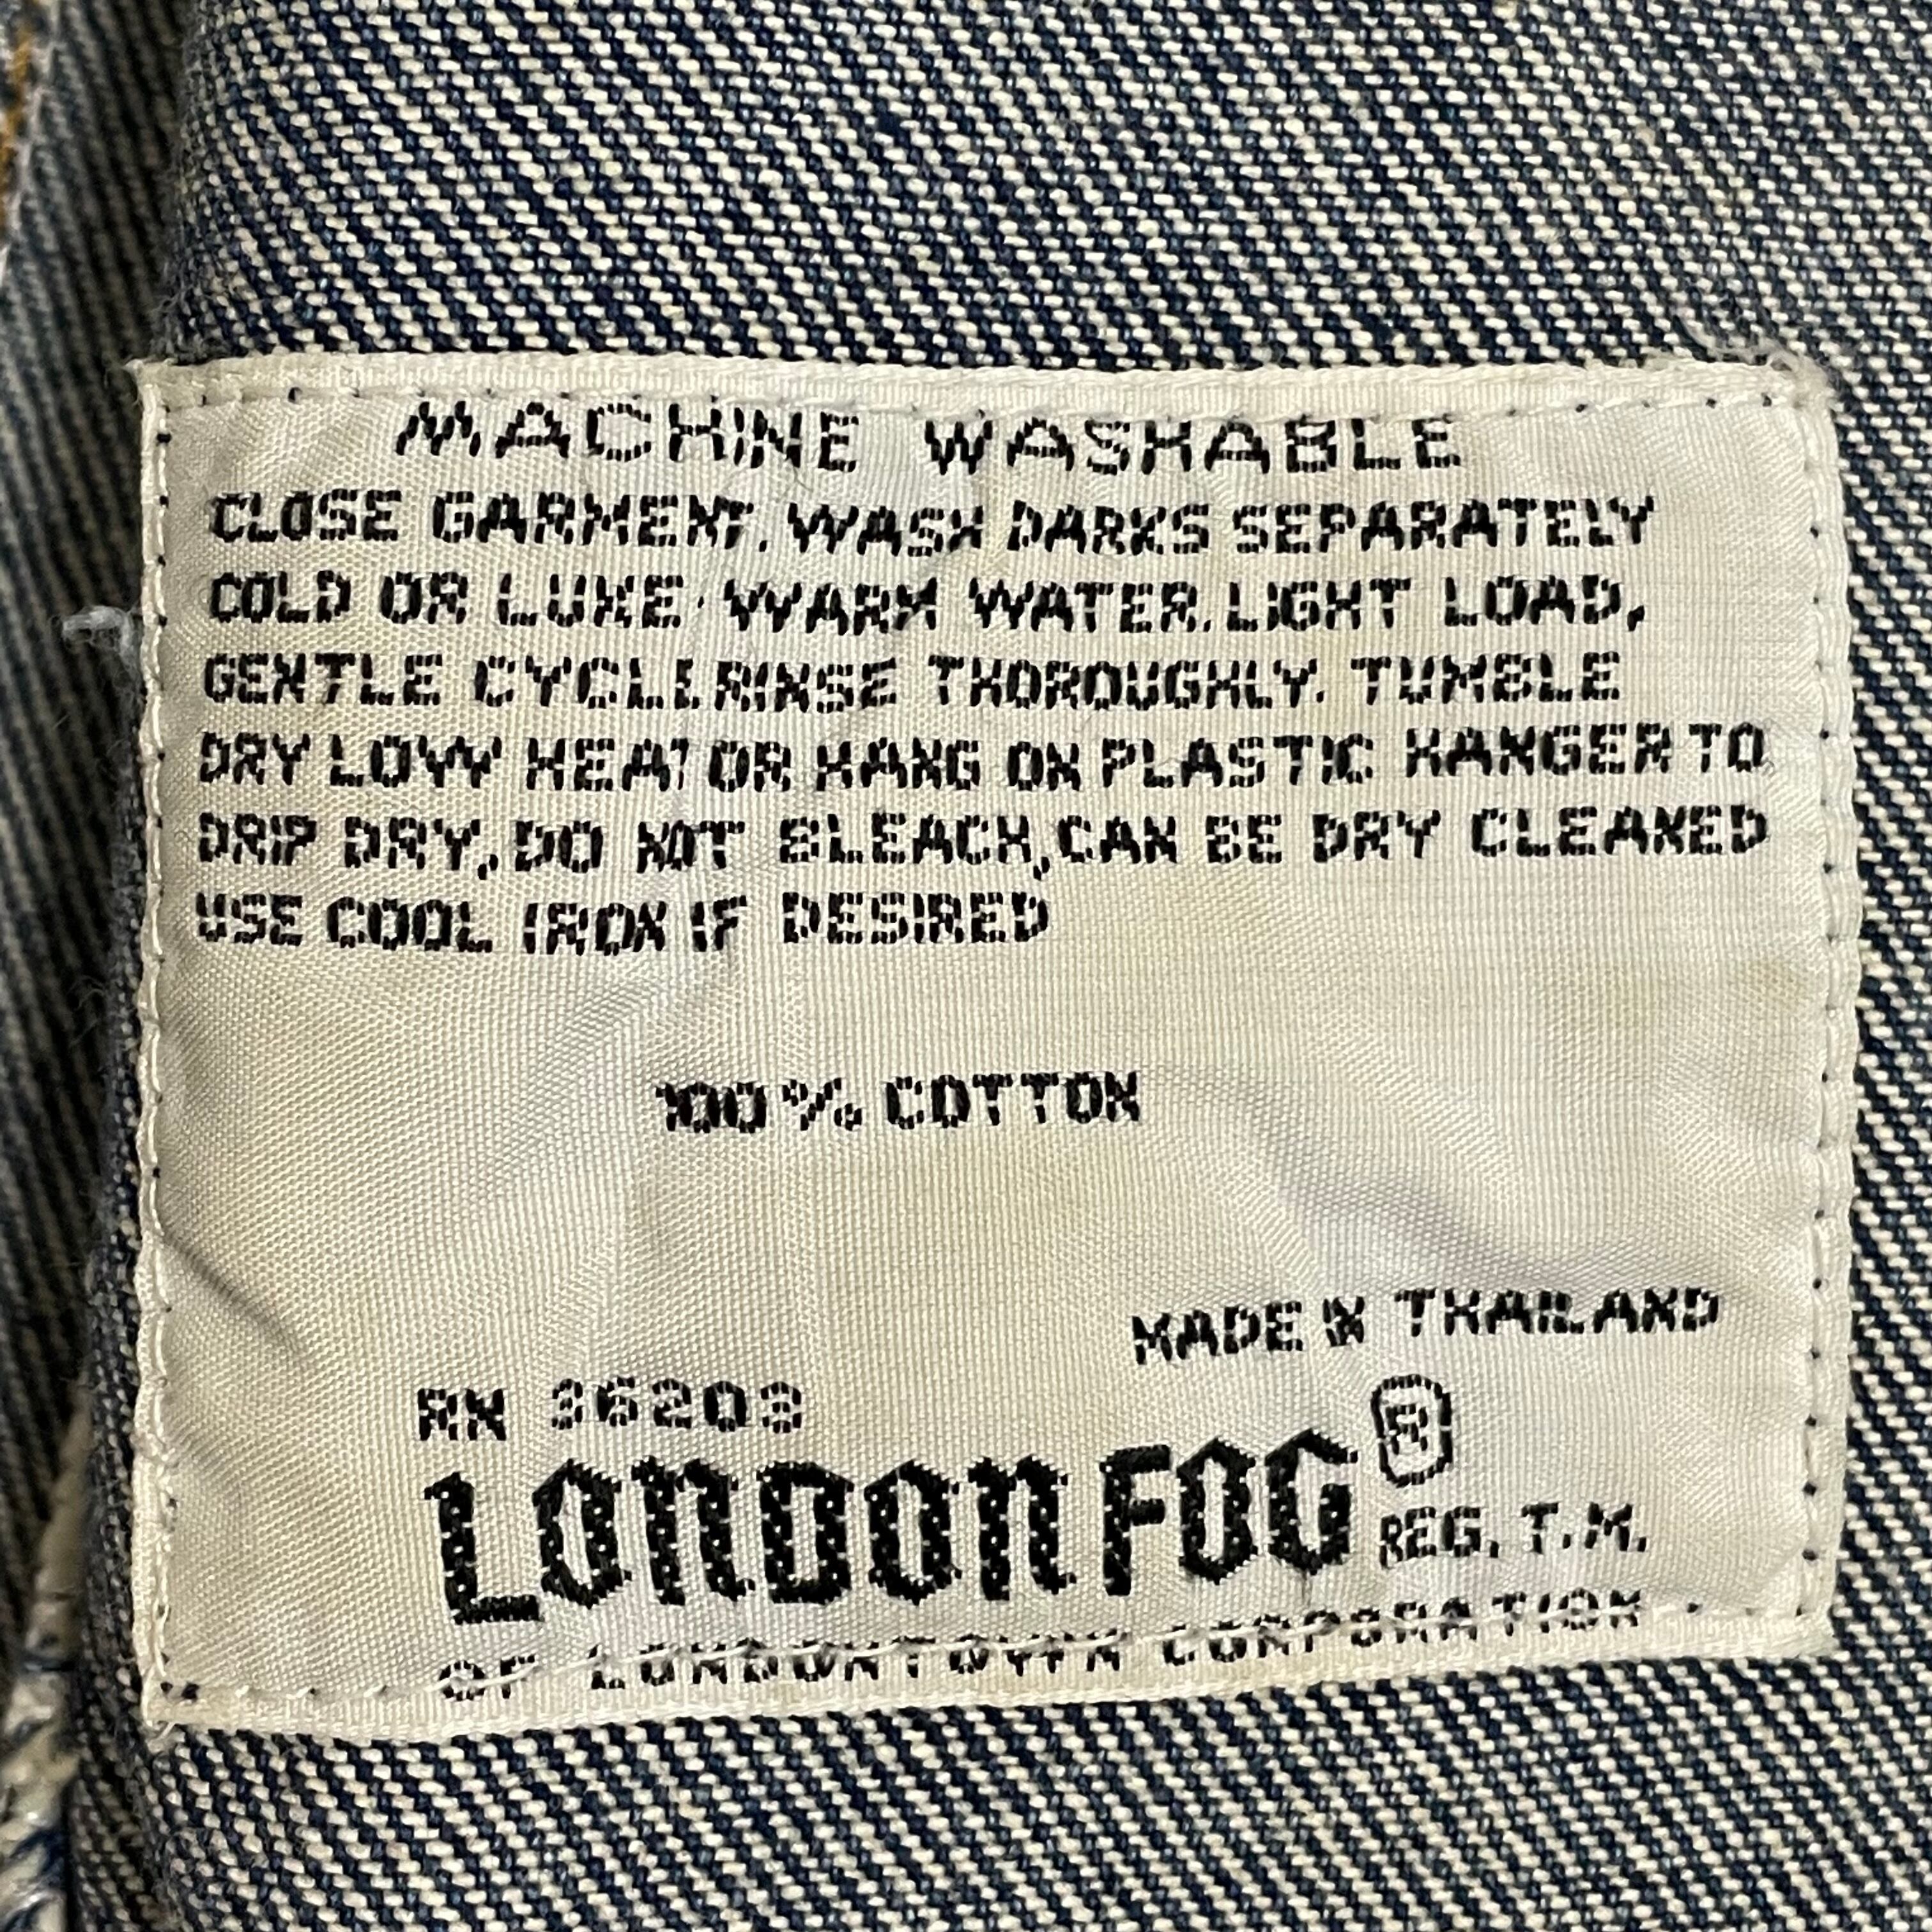 MACHINE WASHABLE
CLOSE GARMENT. WASH DARKS SEPARATELY
COLD OR LUKE WARM WATER. LIGHT LOAD,
GENTLE CYCLE RINSE THOROUGHLY. TUMBLE
DRY LOW HEAT OR HANG ON PLASTIC HANGER TO
DRIP DRY, DO NOT BLEACH, CAN BE DRY CLEANED
USE COOL IRON IF DESIRED
100% COTTON
MADE IN THAILAND
RN 36203
LONDON FOG ®
REG. T.M.
OF LONDONTOWN CORPORATION